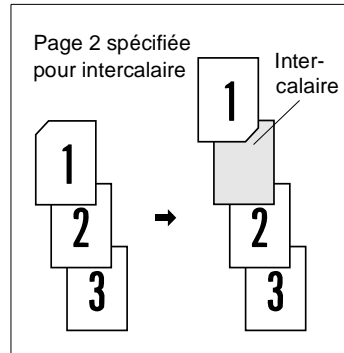 Page 2 spécifiée
pour intercalaire
Inter-
calaire
1
2
3
1
2
3